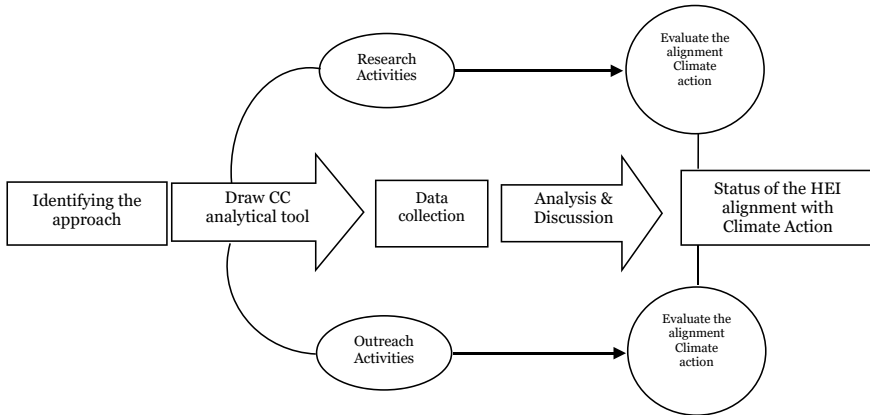 Research
Activities
Evaluate the
alignment
Climate
action
Identifying the
approach
Draw CC
analytical tool
Data
collection
Analysis &
Discussion
Status of the HEI
alignment with
Climate Action
Outreach
Activities
Evaluate the
alignment
Climate
action